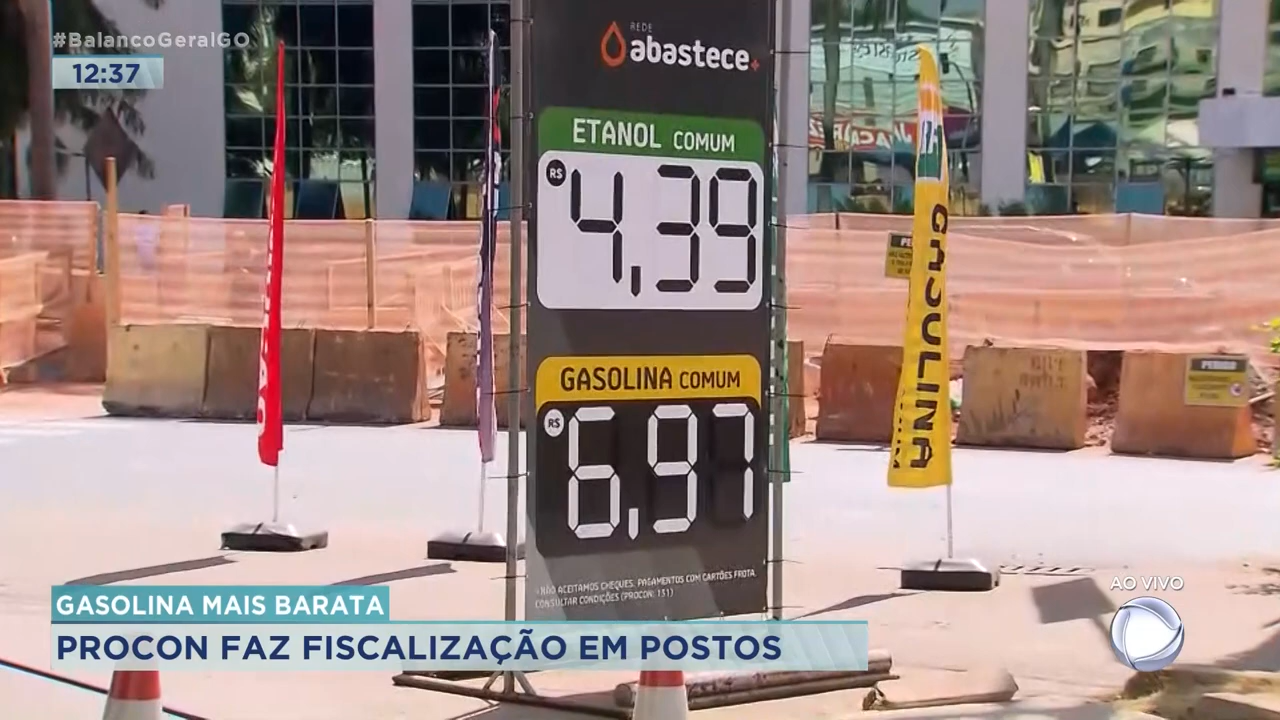 #BalancoGeralGO
12:37
REDE
abastece+
ETANOL COMUM
R$
4,39
GASOLINA COMUM
R$
6,97
NÃO ACEITAMOS CHEQUES. PAGAMENTOS COM CARTÕES FROTA,
CONSULTAR CONDIÇÕES (PROCON: 151)
GASOLINA
PERIGO
AO VIVO
GASOLINA MAIS BARATA
PROCON FAZ FISCALIZAÇÃO EM POSTOS